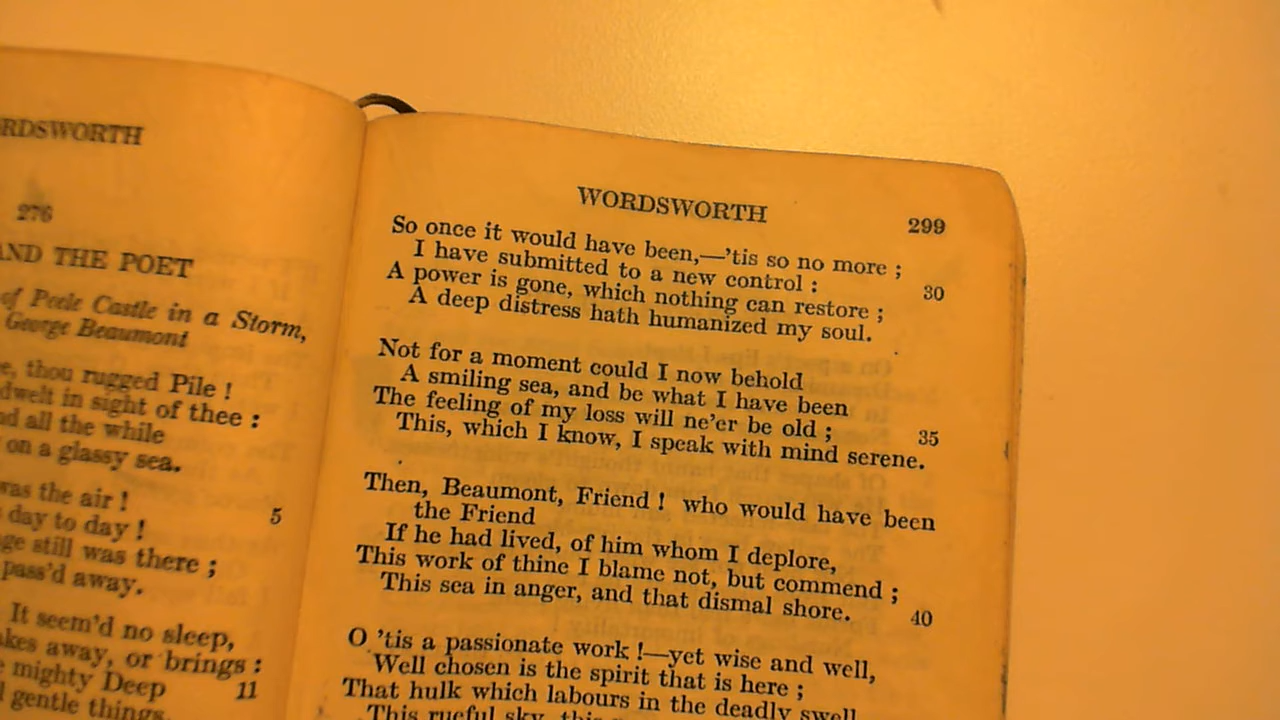 RDSWORTH
276
AND THE POET
of Peele Castle in a Storm,
George Beaumont
e, thou rugged Pile !
dwelt in sight of thee :
nd all the while
on a glassy sea.
was the air ! 5
day to day !
ge still was there ;
pass'd away.
It seem'd no sleep,
kes away, or brings :
mighty Deep 11
gentle things.
WORDSWORTH 299
So once it would have been,—'tis so no more ;
I have submitted to a new control : 30
A power is gone, which nothing can restore ;
A deep distress hath humanized my soul.
Not for a moment could I now behold
A smiling sea, and be what I have been
The feeling of my loss will ne'er be old ; 35
This, which I know, I speak with mind serene.
Then, Beaumont, Friend ! who would have been
the Friend
If he had lived, of him whom I deplore,
This work of thine I blame not, but commend ;
This sea in anger, and that dismal shore. 40
O 'tis a passionate work !—yet wise and well,
Well chosen is the spirit that is here ;
That hulk which labours in the deadly swell,
This rueful sky, this